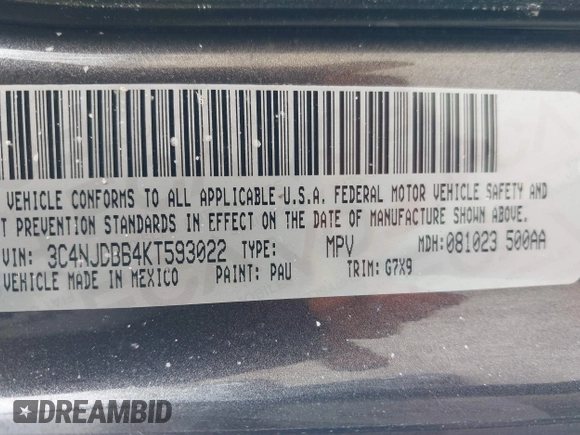 VEHICLE CONFORMS TO ALL APPLICABLE U.S.A. FEDERAL MOTOR VEHICLE SAFETY AND
T PREVENTION STANDARDS IN EFFECT ON THE DATE OF MANUFACTURE SHOWN ABOVE.
VIN: 3C4NJDBB4KT593022 TYPE: MPV MDH: 081023 500AA
VEHICLE MADE IN MEXICO PAINT: PAU TRIM: G7X9
DREAMBID